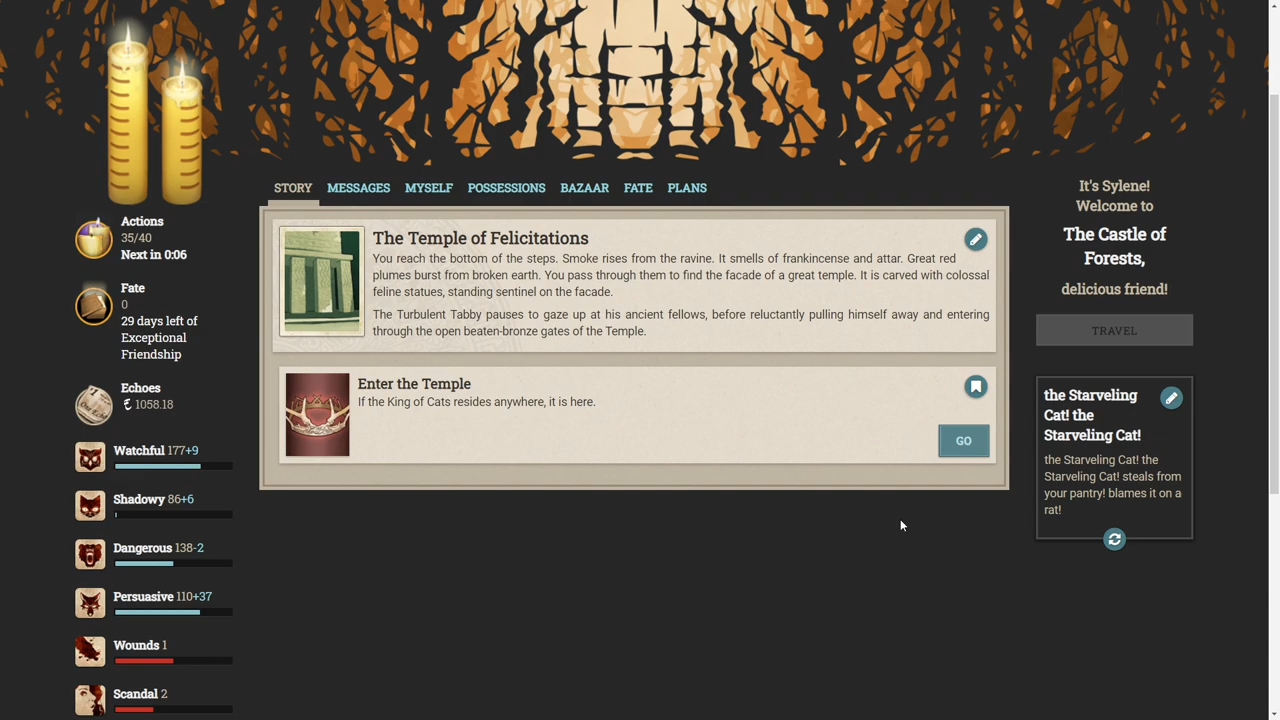 STORY MESSAGES MYSELF POSSESSIONS BAZAAR FATE PLANS
Actions
35/40
Next in 0:06
Fate
0
29 days left of
Exceptional
Friendship
Echoes
1058.18
Watchful 177+9
Shadowy 86+6
Dangerous 138-2
Persuasive 110+37
Wounds 1
Scandal 2
The Temple of Felicitations
You reach the bottom of the steps. Smoke rises from the ravine. It smells of frankincense and attar. Great red
plumes burst from broken earth. You pass through them to find the facade of a great temple. It is carved with colossal
feline statues, standing sentinel on the facade.
The Turbulent Tabby pauses to gaze up at his ancient fellows, before reluctantly pulling himself away and entering
through the open beaten-bronze gates of the Temple.
Enter the Temple
If the King of Cats resides anywhere, it is here.
GO
It's Sylene!
Welcome to
The Castle of
Forests,
delicious friend!
TRAVEL
the Starveling
Cat! the
Starveling Cat!
the Starveling Cat! the
Starveling Cat! steals from
your pantry! blames it on a
rat!